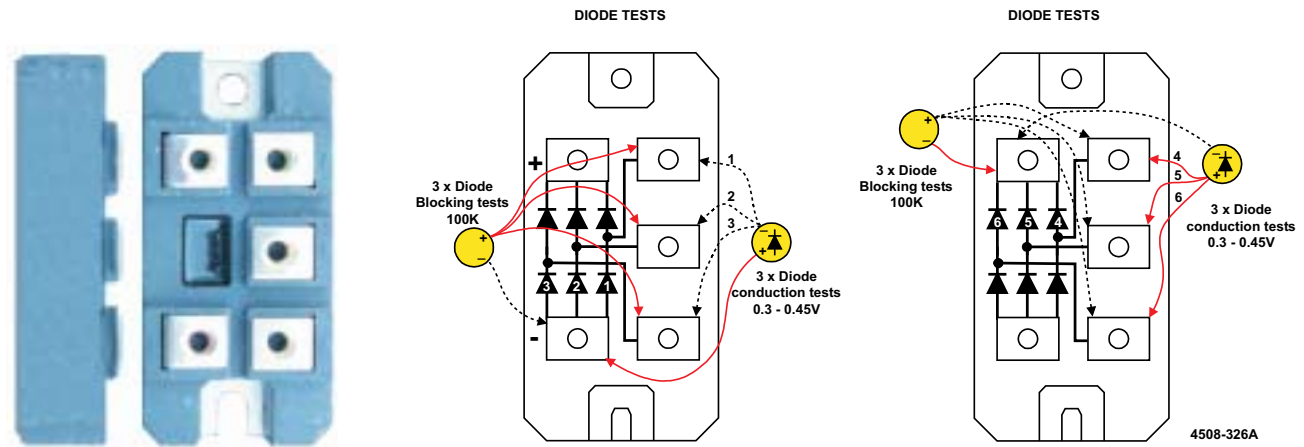 DIODE TESTS
+
-
3 x Diode
Blocking tests
100K
+
-
1
2
3
3
2
1
-
+
3 x Diode
conduction tests
0.3 - 0.45V
DIODE TESTS
+
-
3 x Diode
Blocking tests
100K
4
5
6
6
5
4
-
+
3 x Diode
conduction tests
0.3 - 0.45V
4508-326A